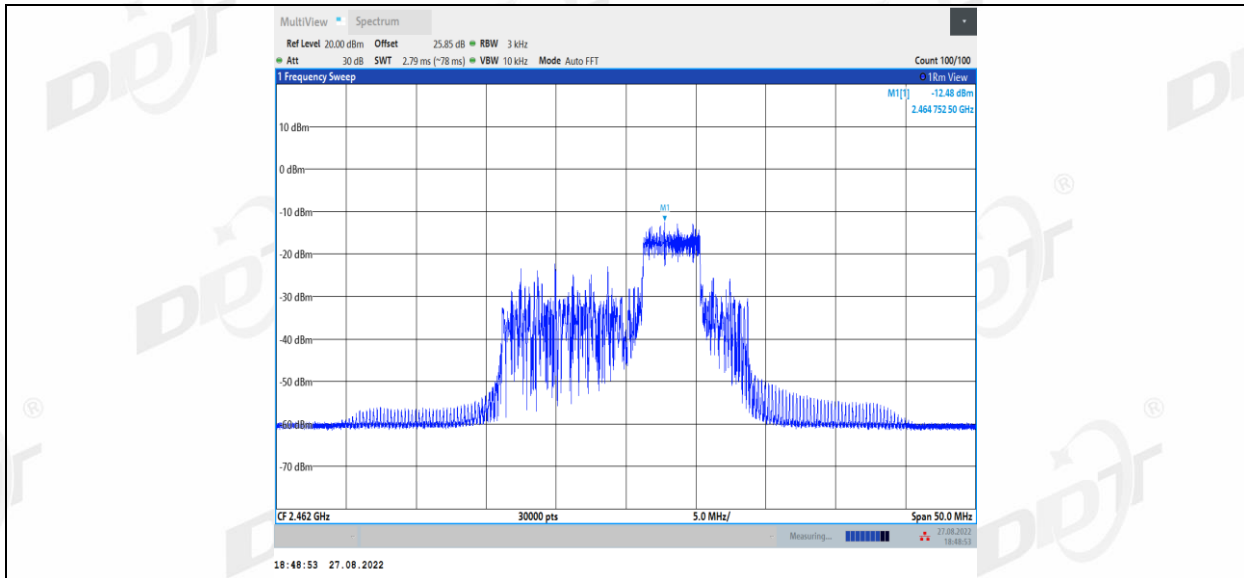 MultiView Spectrum
Ref Level 20.00 dBm Offset 25.85 dB RBW 3 kHz
Att 30 dB SWT 2.79 ms (~78 ms) VBW 10 kHz Mode Auto FFT Count 100/100
1 Frequency Sweep 1Rm View
M1[1] -12.48 dBm
2.464 752 50 GHz
10 dBm
0 dBm
-10 dBm
M1
-20 dBm
-30 dBm
-40 dBm
-50 dBm
-60 dBm
-70 dBm
CF 2.462 GHz 30000 pts 5.0 MHz/ Span 50.0 MHz
- - Measuring... 27.08.2022
18:48:53
18:48:53 27.08.2022
DDT ®